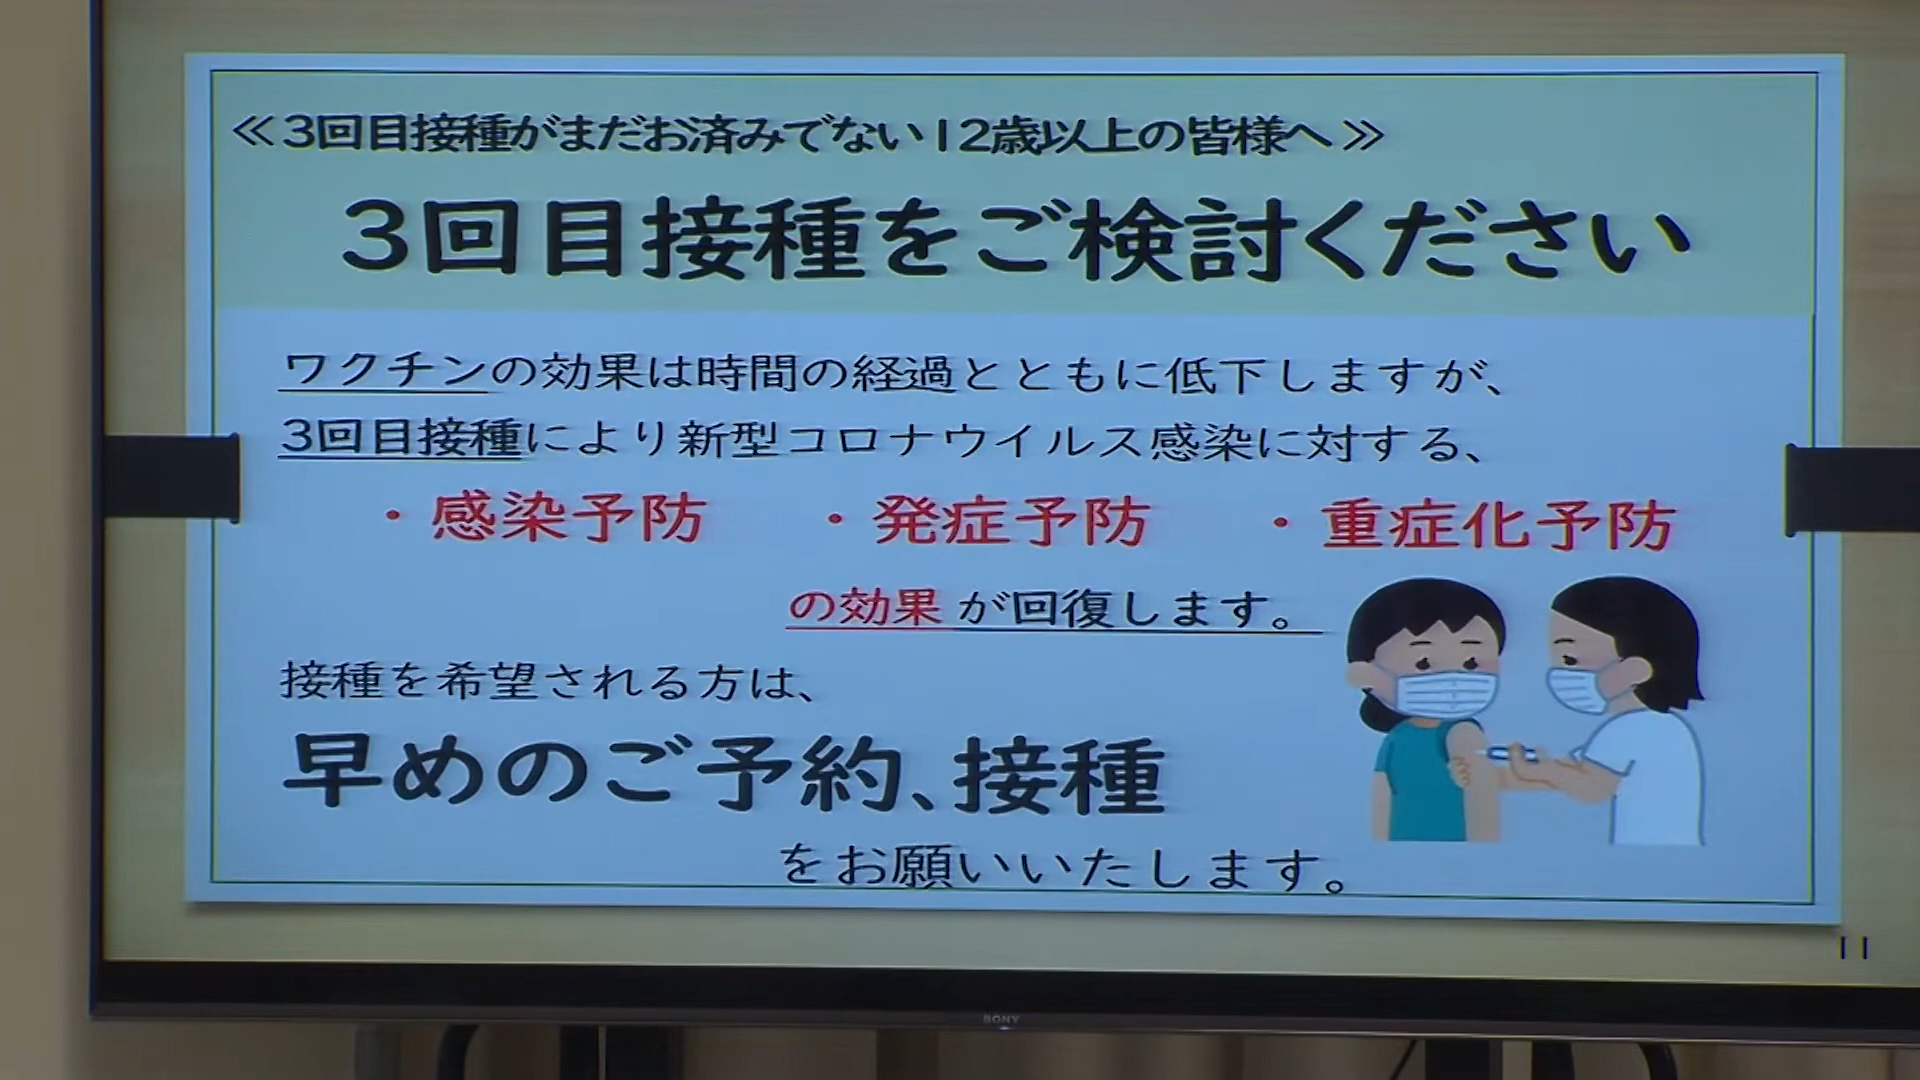 ≪3回目接種がまだお済みでない12歳以上の皆様へ≫
3回目接種をご検討ください
ワクチンの効果は時間の経過とともに低下しますが、
3回目接種により新型コロナウイルス感染に対する、
・感染予防 ・発症予防 ・重症化予防
の効果が回復します。
接種を希望される方は、
早めのご予約、接種
をお願いいたします。
11
SONY